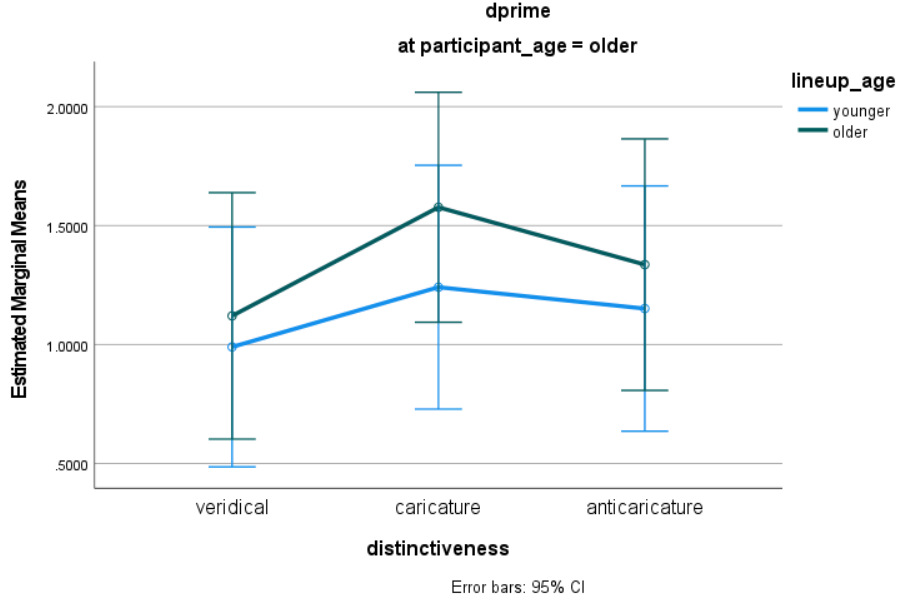 dprime
at participant_age = older
lineup_age
younger
older
Estimated Marginal Means
2.0000
1.5000
1.0000
.5000
veridical
caricature
anticaricature
distinctiveness
Error bars: 95% CI